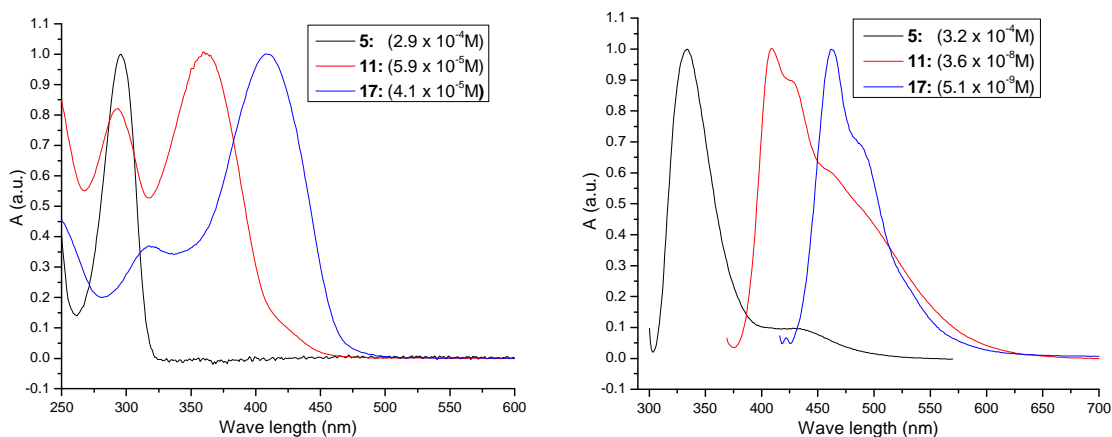 1.1
1.0
0.9
0.8
0.7
0.6
0.5
0.4
0.3
0.2
0.1
0.0
-0.1
A (a.u.)
5: (2.9 x 10⁻⁴M)
11: (5.9 x 10⁻⁵M)
17: (4.1 x 10⁻⁵M)
250 300 350 400 450 500 550 600
Wave length (nm)
1.1
1.0
0.9
0.8
0.7
0.6
0.5
0.4
0.3
0.2
0.1
0.0
-0.1
A (a.u.)
5: (3.2 x 10⁻⁴M)
11: (3.6 x 10⁻⁸M)
17: (5.1 x 10⁻⁹M)
300 350 400 450 500 550 600 650 700
Wave length (nm)